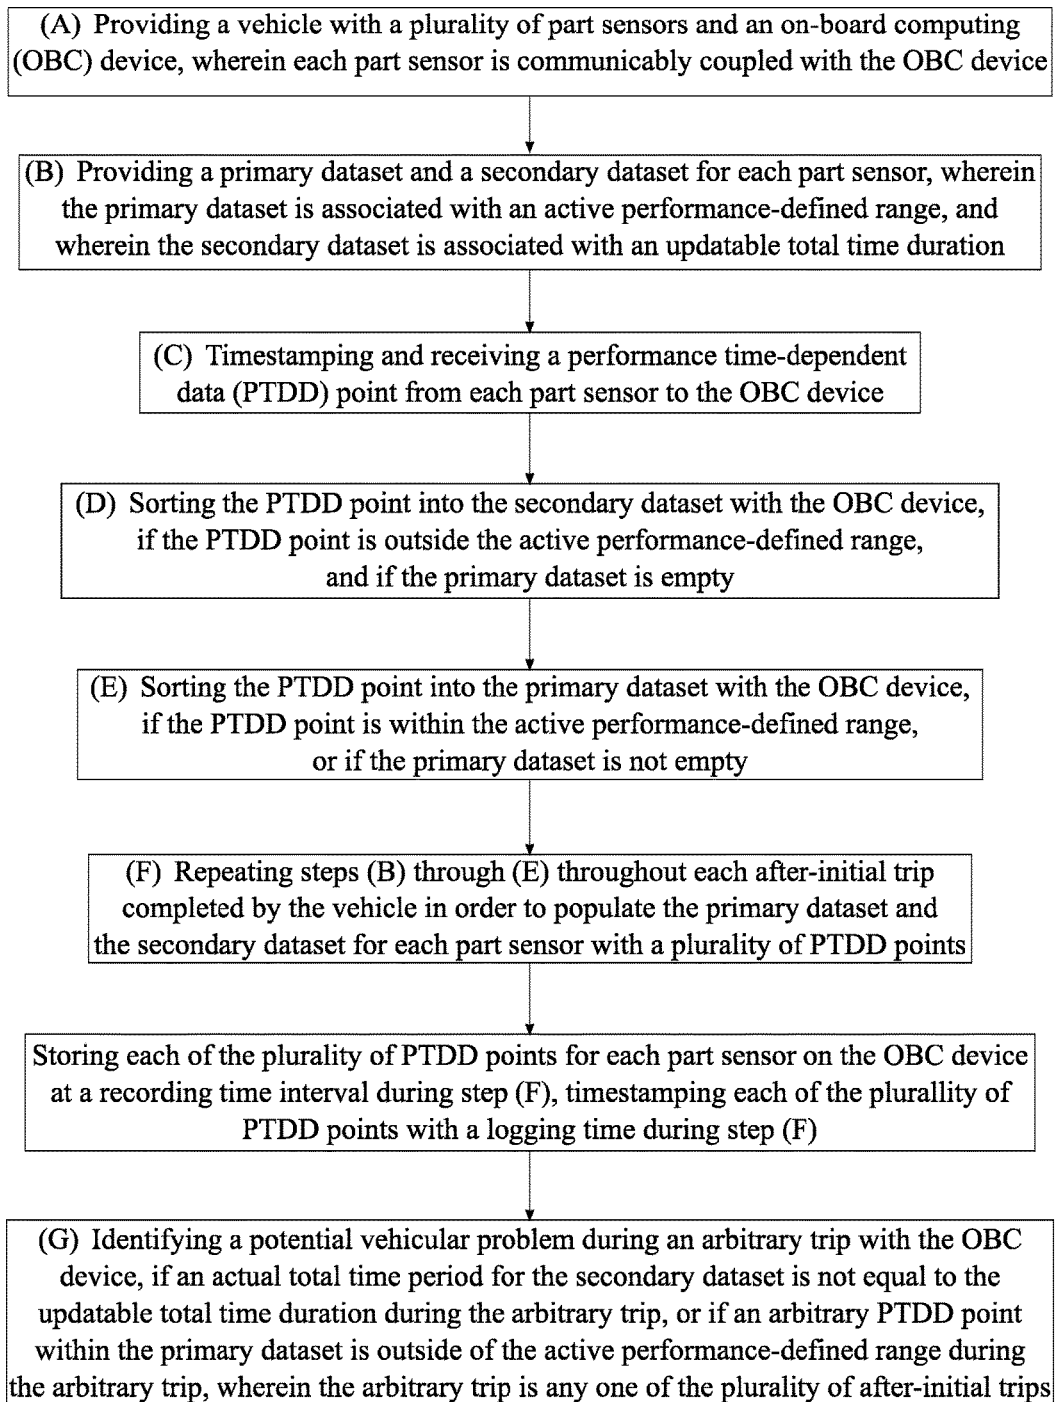 (A) Providing a vehicle with a plurality of part sensors and an on-board computing
(OBC) device, wherein each part sensor is communicably coupled with the OBC device
(B) Providing a primary dataset and a secondary dataset for each part sensor, wherein
the primary dataset is associated with an active performance-defined range, and
wherein the secondary dataset is associated with an updatable total time duration
(C) Timestamping and receiving a performance time-dependent
data (PTDD) point from each part sensor to the OBC device
(D) Sorting the PTDD point into the secondary dataset with the OBC device,
if the PTDD point is outside the active performance-defined range,
and if the primary dataset is empty
(E) Sorting the PTDD point into the primary dataset with the OBC device,
if the PTDD point is within the active performance-defined range,
or if the primary dataset is not empty
(F) Repeating steps (B) through (E) throughout each after-initial trip
completed by the vehicle in order to populate the primary dataset and
the secondary dataset for each part sensor with a plurality of PTDD points
Storing each of the plurality of PTDD points for each part sensor on the OBC device
at a recording time interval during step (F), timestamping each of the plurallity of
PTDD points with a logging time during step (F)
(G) Identifying a potential vehicular problem during an arbitrary trip with the OBC
device, if an actual total time period for the secondary dataset is not equal to the
updatable total time duration during the arbitrary trip, or if an arbitrary PTDD point
within the primary dataset is outside of the active performance-defined range during
the arbitrary trip, wherein the arbitrary trip is any one of the plurality of after-initial trips